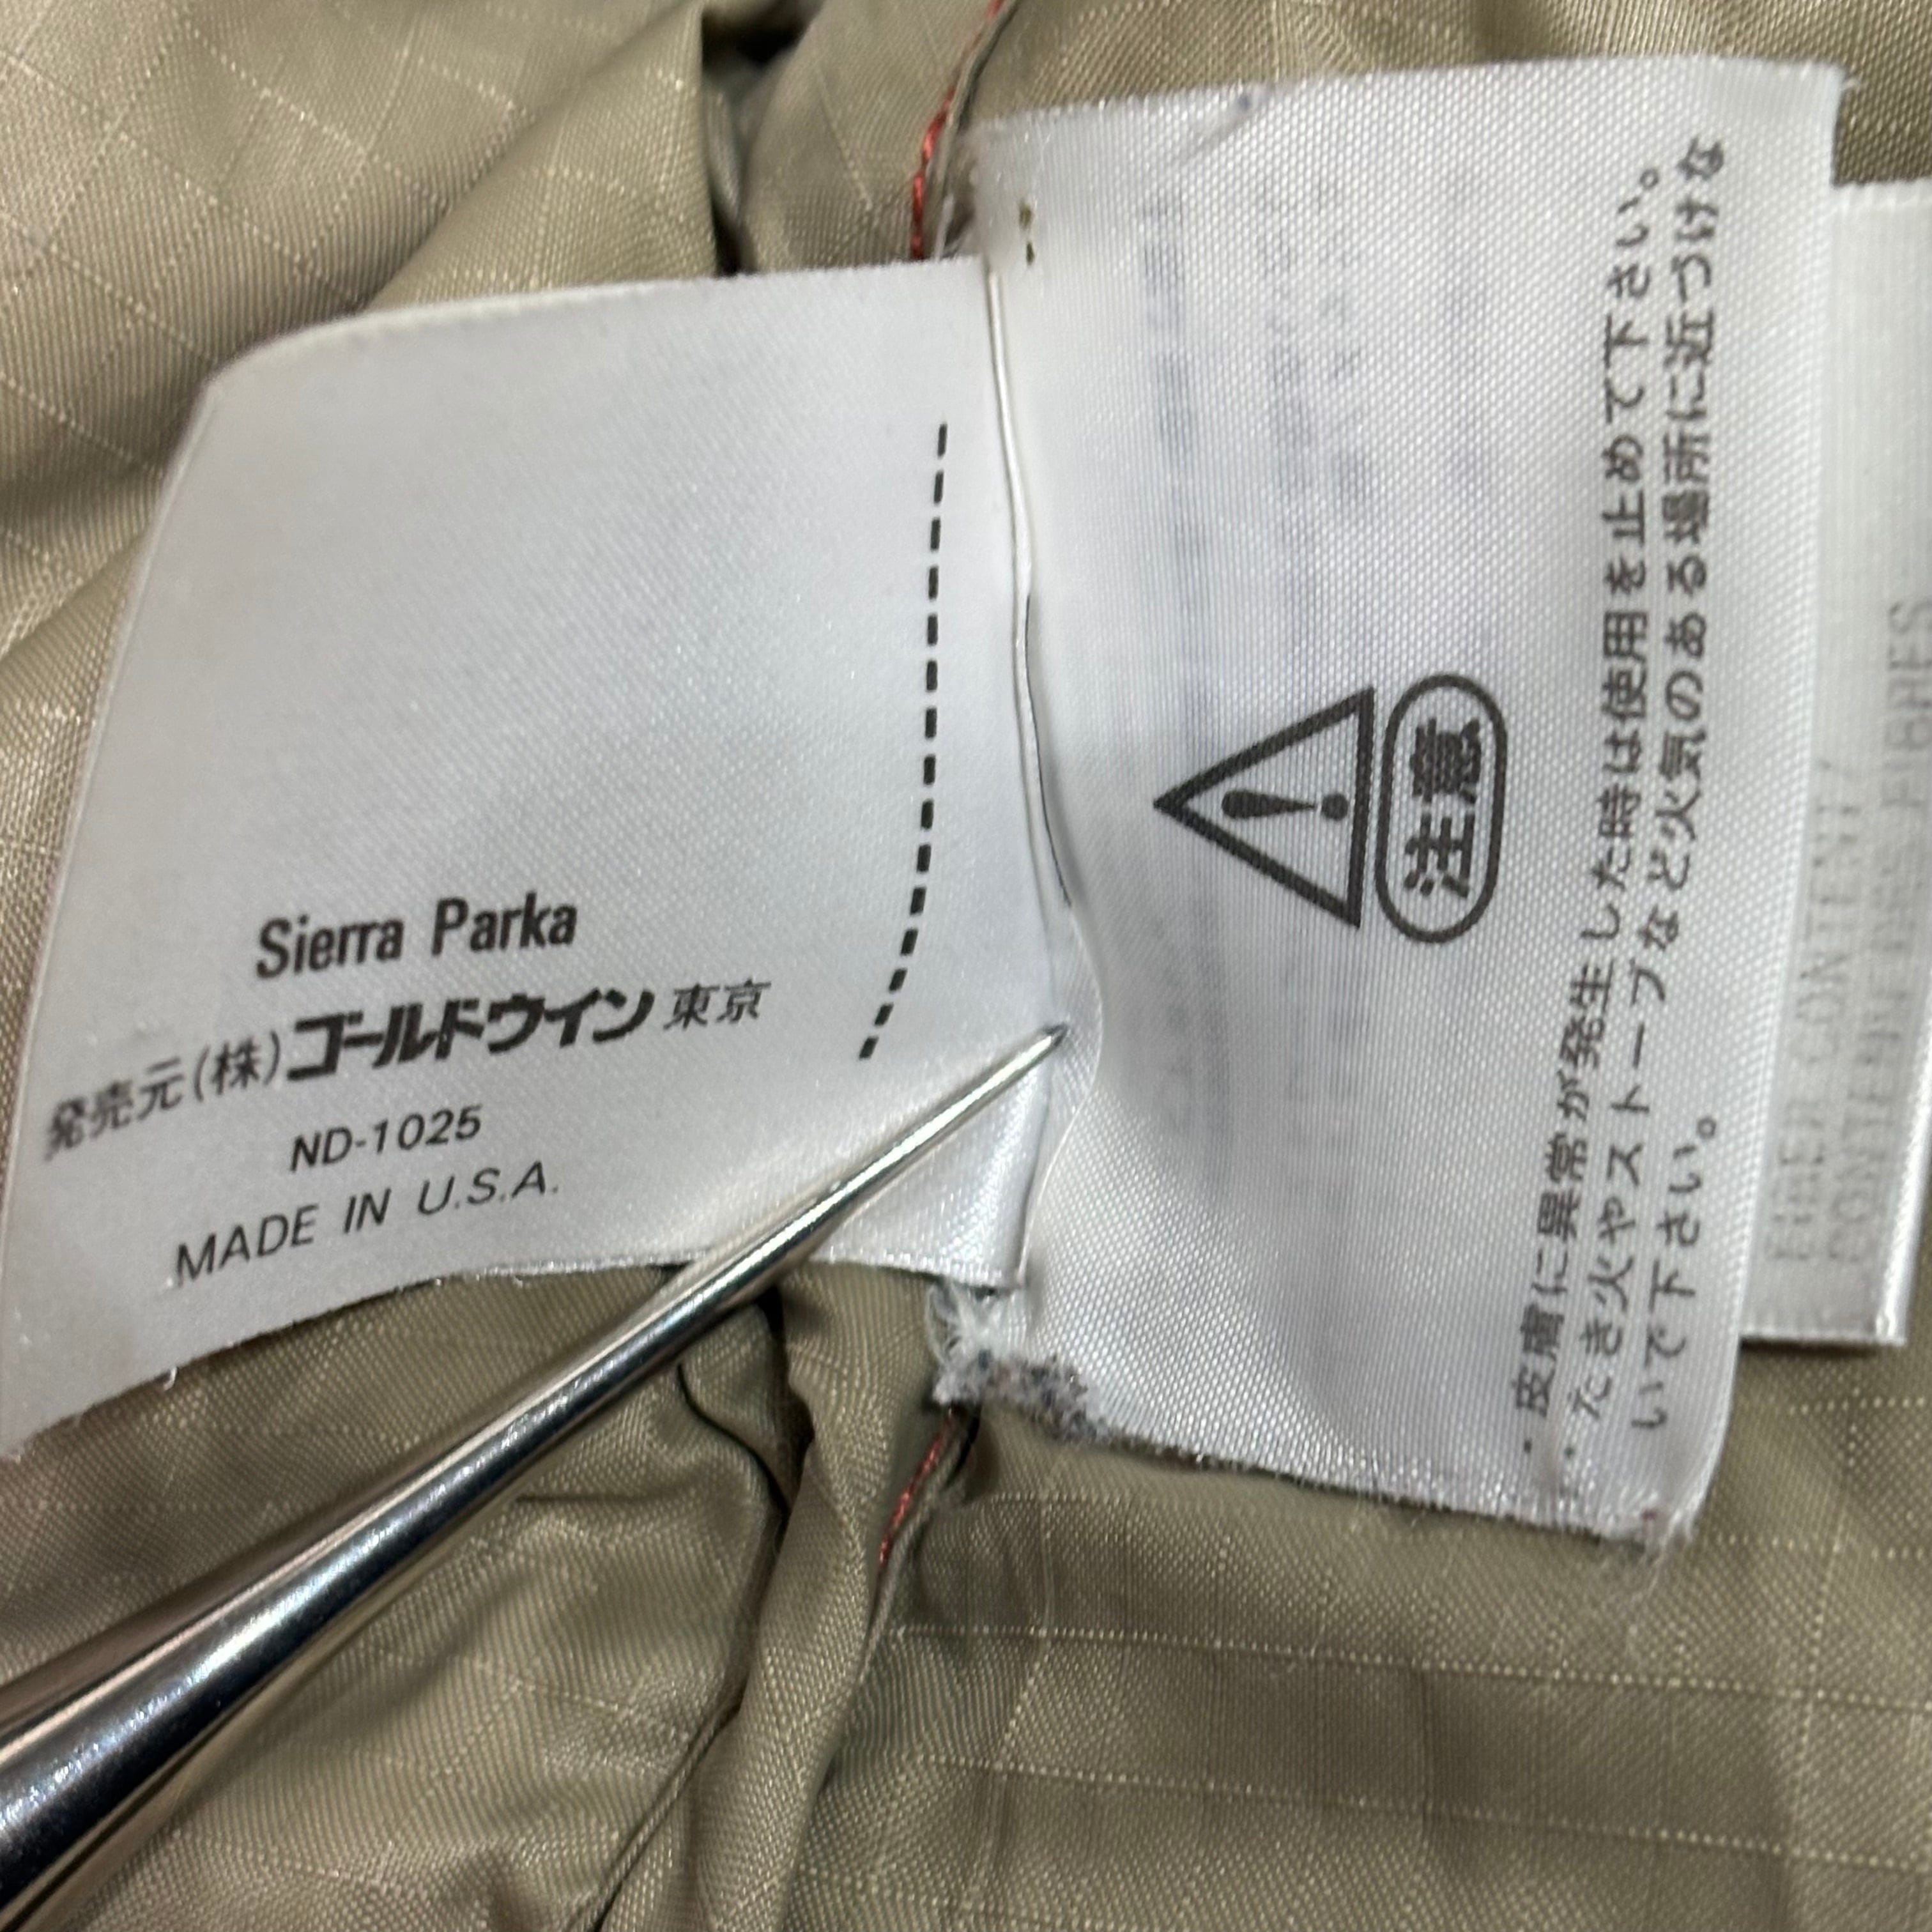 Sierra Parka
発売元(株)ゴールドウイン 東京
ND-1025
MADE IN U.S.A.
注意
・皮膚に異常が発生した時は使用を止めて下さい。
・たき火やストーブなど火気のある場所に近づけな
いで下さい。
FIBER CONTENT/
FIBRES